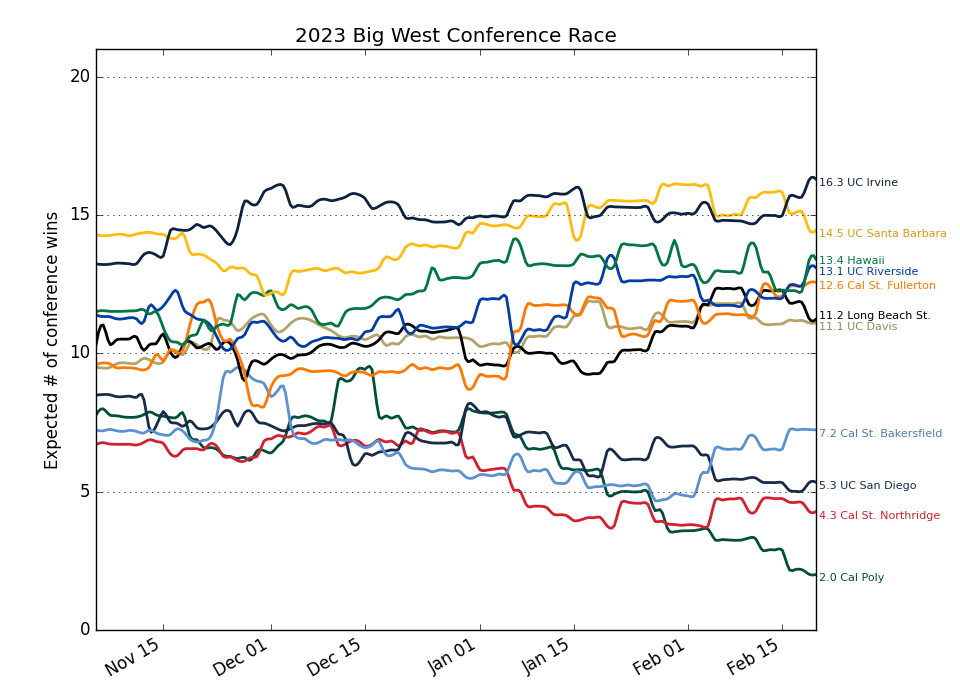 2023 Big West Conference Race
Expected # of conference wins
20
15
10
5
0
16.3 UC Irvine
14.5 UC Santa Barbara
13.4 Hawaii
13.1 UC Riverside
12.6 Cal St. Fullerton
11.2 Long Beach St.
11.1 UC Davis
7.2 Cal St. Bakersfield
5.3 UC San Diego
4.3 Cal St. Northridge
2.0 Cal Poly
Nov 15
Dec 01
Dec 15
Jan 01
Jan 15
Feb 01
Feb 15